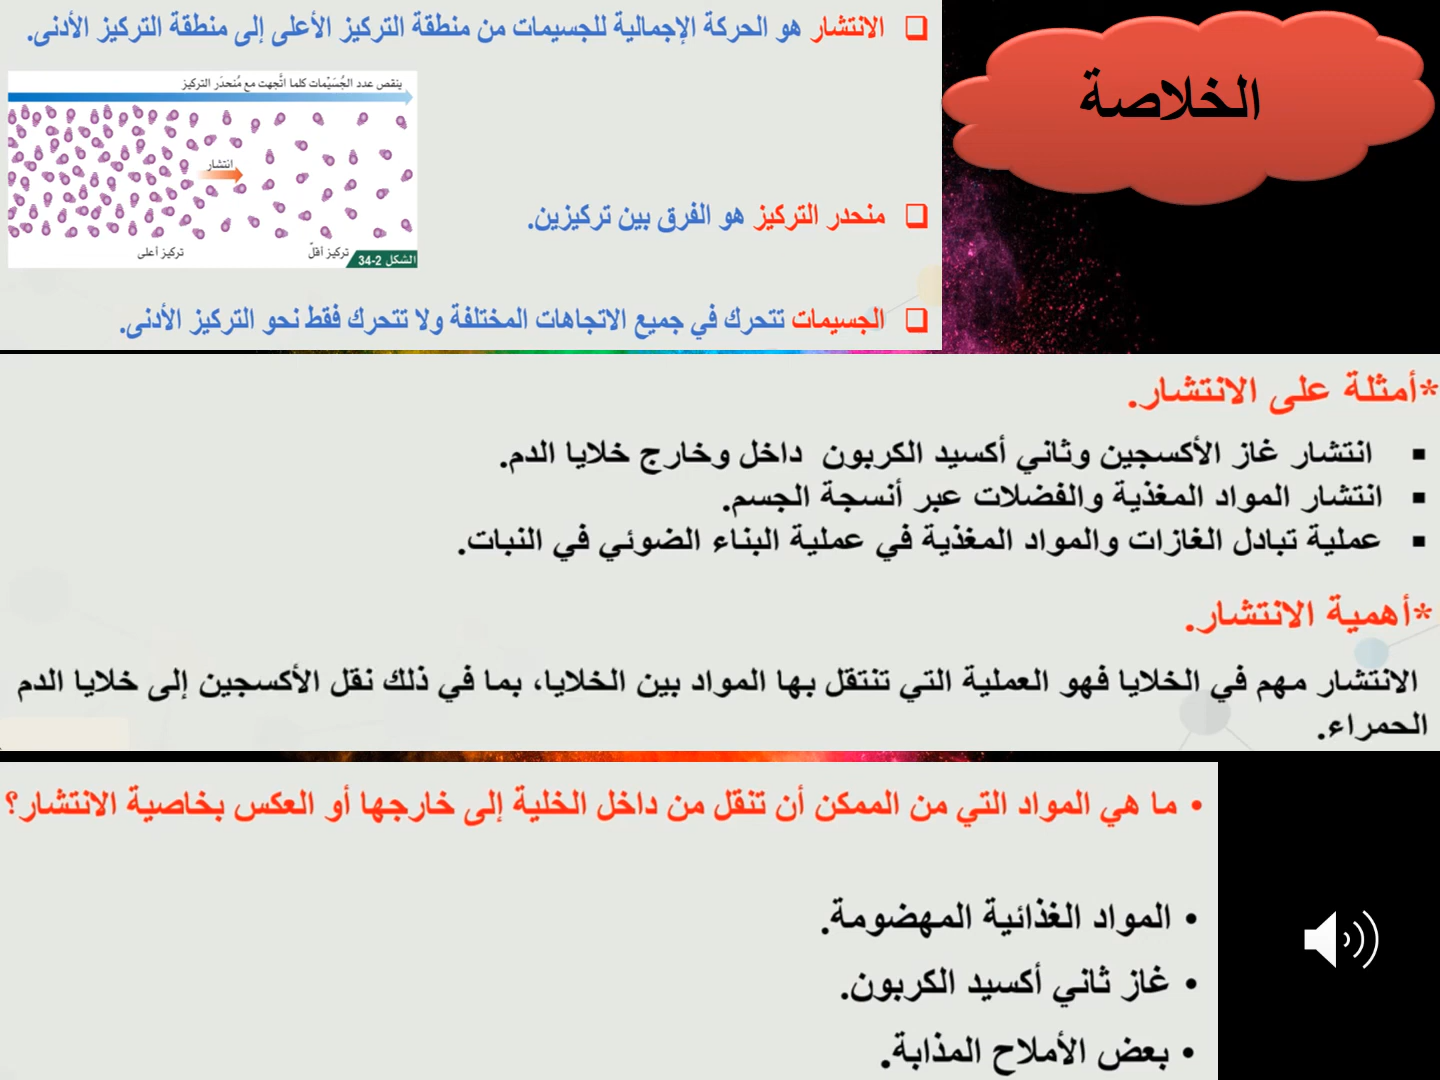 الخلاصة
الانتشار هو الحركة الإجمالية للجسيمات من منطقة التركيز الأعلى إلى منطقة التركيز الأدنى.
ينقص عدد الجُسَيْمات كلما اتَّجهت مع مُنحدَر التركيز
انتشار
تركيز أعلى
تركيز أقلّ
الشكل 2-34
منحدر التركيز هو الفرق بين تركيزين.
الجسيمات تتحرك في جميع الاتجاهات المختلفة ولا تتحرك فقط نحو التركيز الأدنى.
*أمثلة على الانتشار.
▪ انتشار غاز الأكسجين وثاني أكسيد الكربون داخل وخارج خلايا الدم.
▪ انتشار المواد المغذية والفضلات عبر أنسجة الجسم.
▪ عملية تبادل الغازات والمواد المغذية في عملية البناء الضوئي في النبات.
*أهمية الانتشار.
الانتشار مهم في الخلايا فهو العملية التي تنتقل بها المواد بين الخلايا، بما في ذلك نقل الأكسجين إلى خلايا الدم
الحمراء.
• ما هي المواد التي من الممكن أن تنقل من داخل الخلية إلى خارجها أو العكس بخاصية الانتشار؟
• المواد الغذائية المهضومة.
• غاز ثاني أكسيد الكربون.
• بعض الأملاح المذابة.